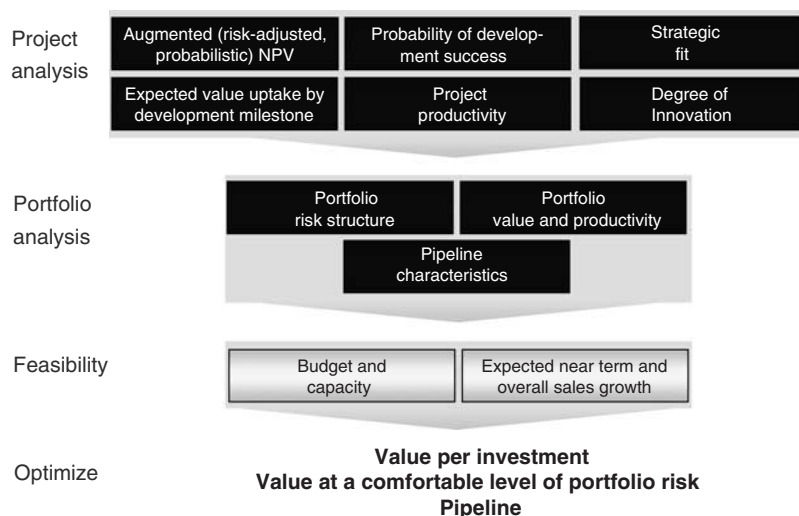 Project
analysis
Augmented (risk-adjusted,
probabilistic) NPV
Probability of develop-
ment success
Strategic
fit
Expected value uptake by
development milestone
Project
productivity
Degree of
Innovation
Portfolio
analysis
Portfolio
risk structure
Portfolio
value and productivity
Pipeline
characteristics
Feasibility
Budget and
capacity
Expected near term and
overall sales growth
Optimize
Value per investment
Value at a comfortable level of portfolio risk
Pipeline